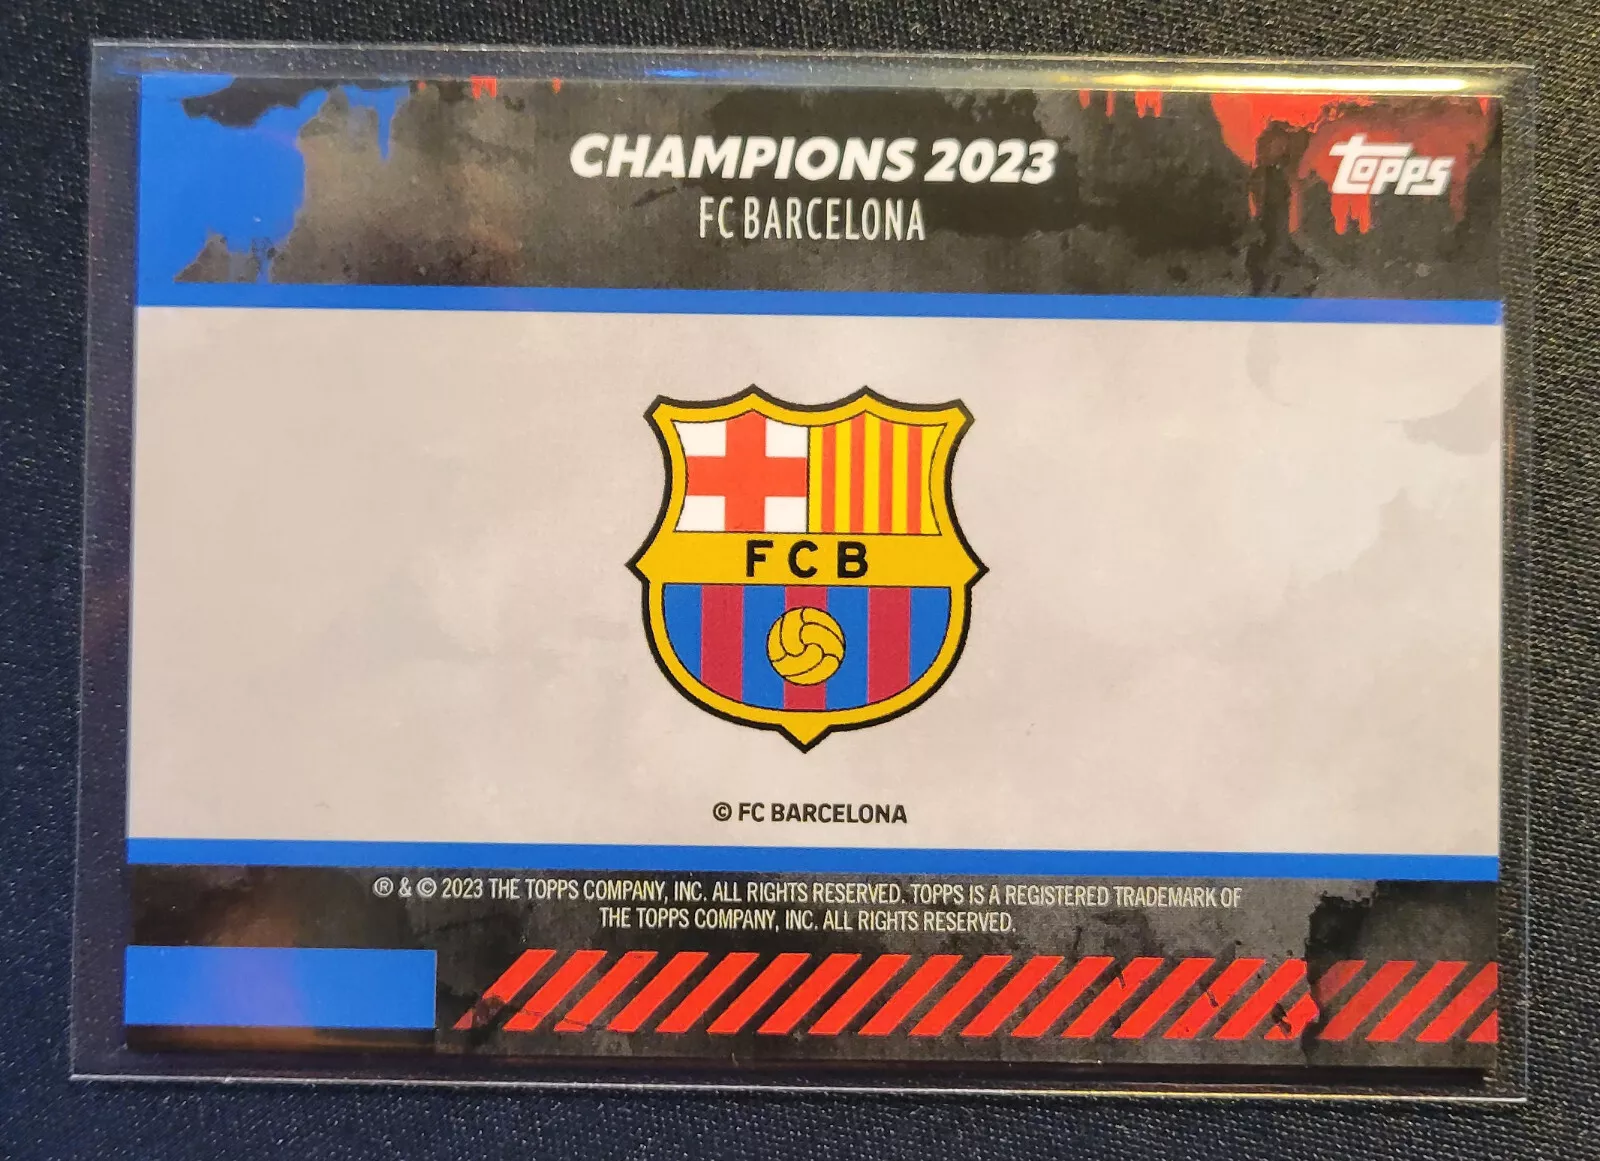 CHAMPIONS 2023
FC BARCELONA
Topps
FCB
© FC BARCELONA
® & © 2023 THE TOPPS COMPANY, INC. ALL RIGHTS RESERVED. TOPPS IS A REGISTERED TRADEMARK OF
THE TOPPS COMPANY, INC. ALL RIGHTS RESERVED.